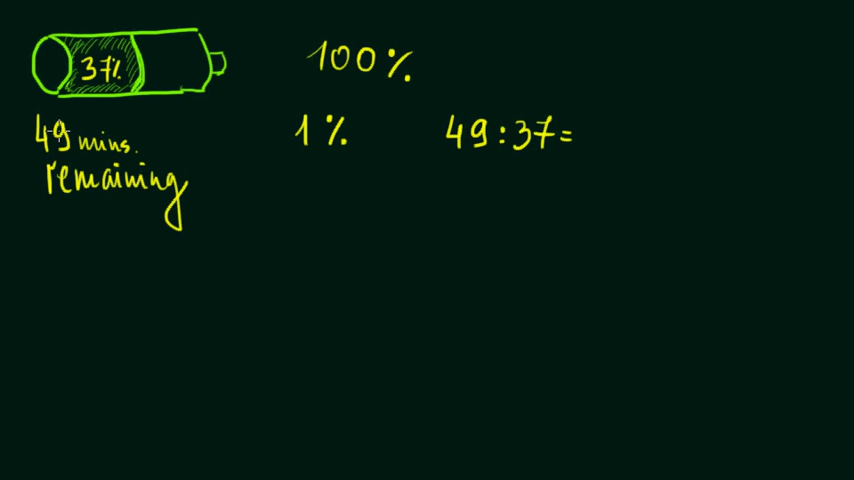 37%
100%
49 mins.
remaining
1%
49:37=